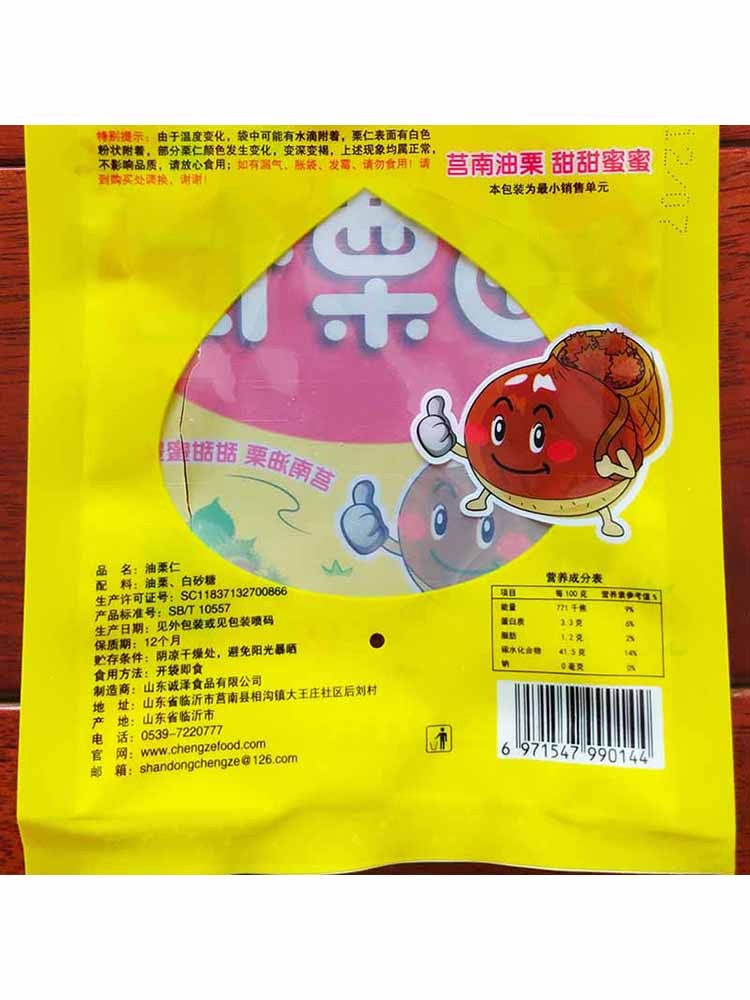 特别提示：由于温度变化，袋中可能有水滴附着，栗仁表面有白色
粉状附着，部分栗仁颜色发生变化，变深变褐，上述现象均属正常，
不影响品质，请放心食用；如有漏气、胀袋、发霉、请勿食用！请
到购买处调换，谢谢！
莒南油栗 甜甜蜜蜜
本包装为最小销售单元
栗
莒南油栗 甜甜甜蜜
品 名：油栗仁
配 料：油栗、白砂糖
生产许可证号：SC11837132700866
产品标准号：SB/T 10557
生产日期：见外包装或见包装喷码
保质期：12个月
贮存条件：阴凉干燥处，避免阳光暴晒
食用方法：开袋即食
制造商：山东诚泽食品有限公司
地 址：山东省临沂市莒南县相沟镇大王庄社区后刘村
产 地：山东省临沂市
电 话：0539-7220777
官 网：www.chengzefood.com
邮 箱：shandongchengze@126.com
营养成分表
项目 每100克 营养素参考值%
能量 771千焦 9%
蛋白质 3.3克 6%
脂肪 1.2克 2%
碳水化合物 41.5克 14%
钠 0毫克 0%
6 971547 990144